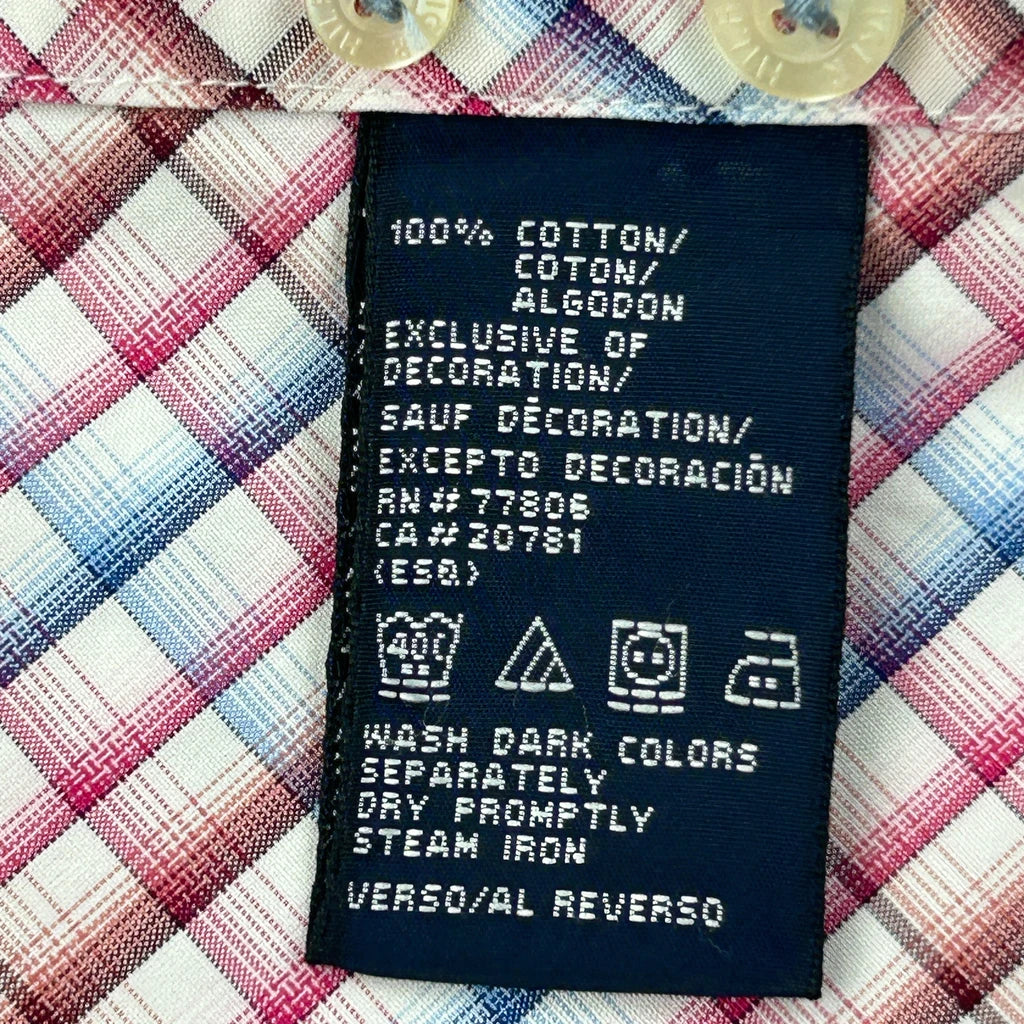 100% COTTON/
COTON/
ALGODON
EXCLUSIVE OF
DECORATION/
SAUF DÉCORATION/
EXCEPTO DECORACIÓN
RN#77806
CA#20781
(ESQ)
40C
WASH DARK COLORS
SEPARATELY
DRY PROMPTLY
STEAM IRON
VERSO/AL REVERSO